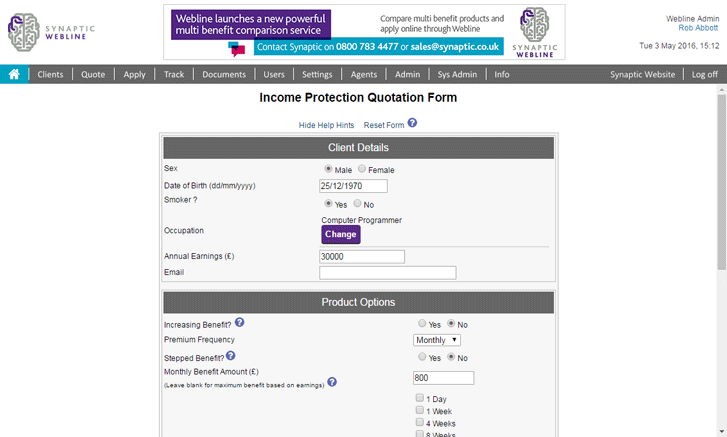 SYNAPTIC
WEBLINE
Webline launches a new powerful
multi benefit comparison service
Contact Synaptic on 0800 783 4477 or sales@synaptic.co.uk
Compare multi benefit products and
apply online through Webline
SYNAPTIC
WEBLINE
Webline Admin
Rob Abbott
Tue 3 May 2016, 15:12
Clients Quote Apply Track Documents Users Settings Agents Admin Sys Admin Info Synaptic Website Log off
Income Protection Quotation Form
Hide Help Hints Reset Form ?
Client Details
Sex Male Female
Date of Birth (dd/mm/yyyy) 25/12/1970
Smoker ? Yes No
Computer Programmer
Occupation Change
Annual Earnings (£) 30000
Email
Product Options
Increasing Benefit? ? Yes No
Premium Frequency Monthly
Stepped Benefit? ? Yes No
Monthly Benefit Amount (£)
(Leave blank for maximum benefit based on earnings) ? 800
1 Day
1 Week
4 Weeks
8 Weeks